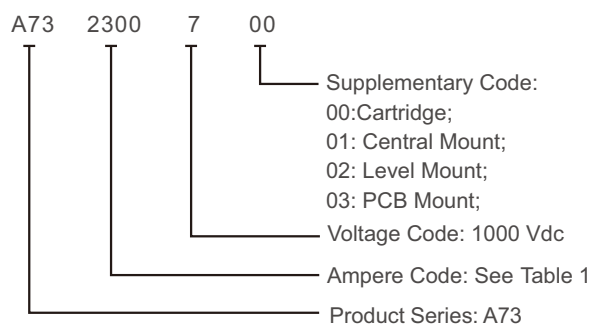 A73 2300 7 00
Supplementary Code:
00:Cartridge;
01: Central Mount;
02: Level Mount;
03: PCB Mount;
Voltage Code: 1000 Vdc
Ampere Code: See Table 1
Product Series: A73